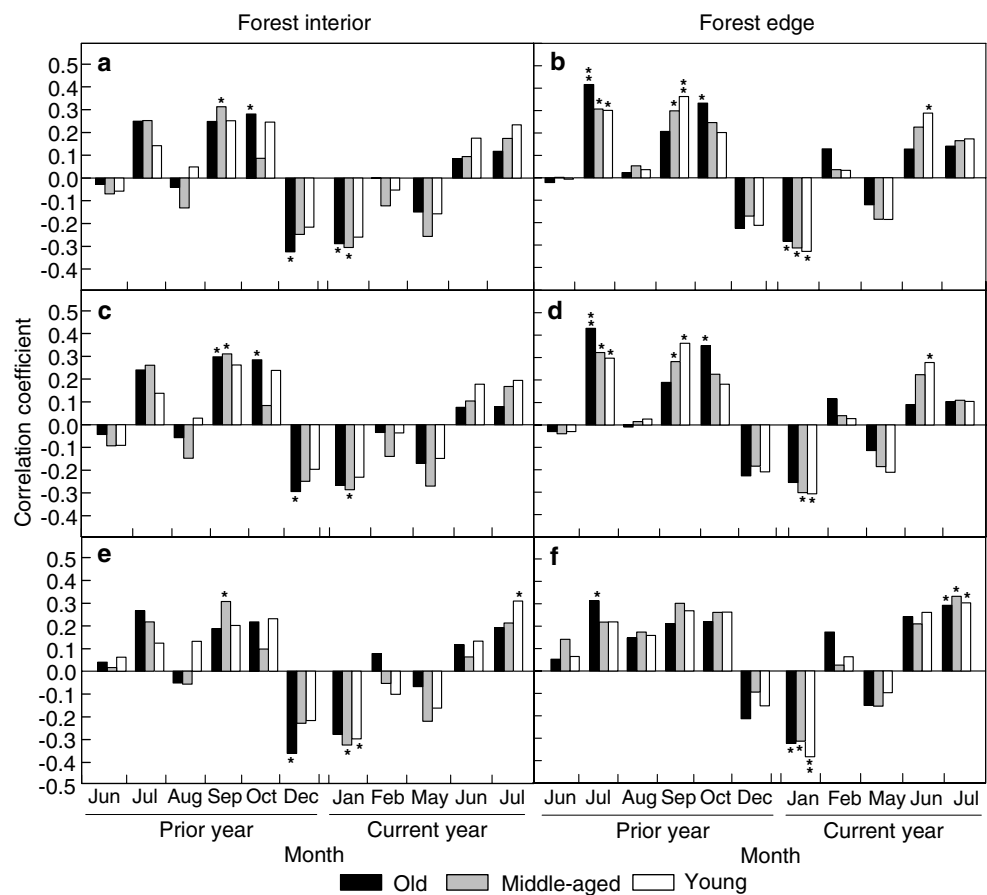 Forest interior Forest edge
a b
0.5
0.4
0.3
0.2
0.1
0.0
-0.1
-0.2
-0.3
-0.4
* * * * *
* * * * * * * * * * * *
c d
0.5
0.4
0.3
0.2
0.1
0.0
-0.1
-0.2
-0.3
-0.4
* * * * *
* * * * * * * * * *
e f
0.5
0.4
0.3
0.2
0.1
0.0
-0.1
-0.2
-0.3
-0.4
-0.5
* * * * *
* * * * * * * *
Correlation coefficient
Jun Jul Aug Sep Oct Dec Jan Feb May Jun Jul Jun Jul Aug Sep Oct Dec Jan Feb May Jun Jul
Prior year Current year Prior year Current year
Month Month
Old Middle-aged Young